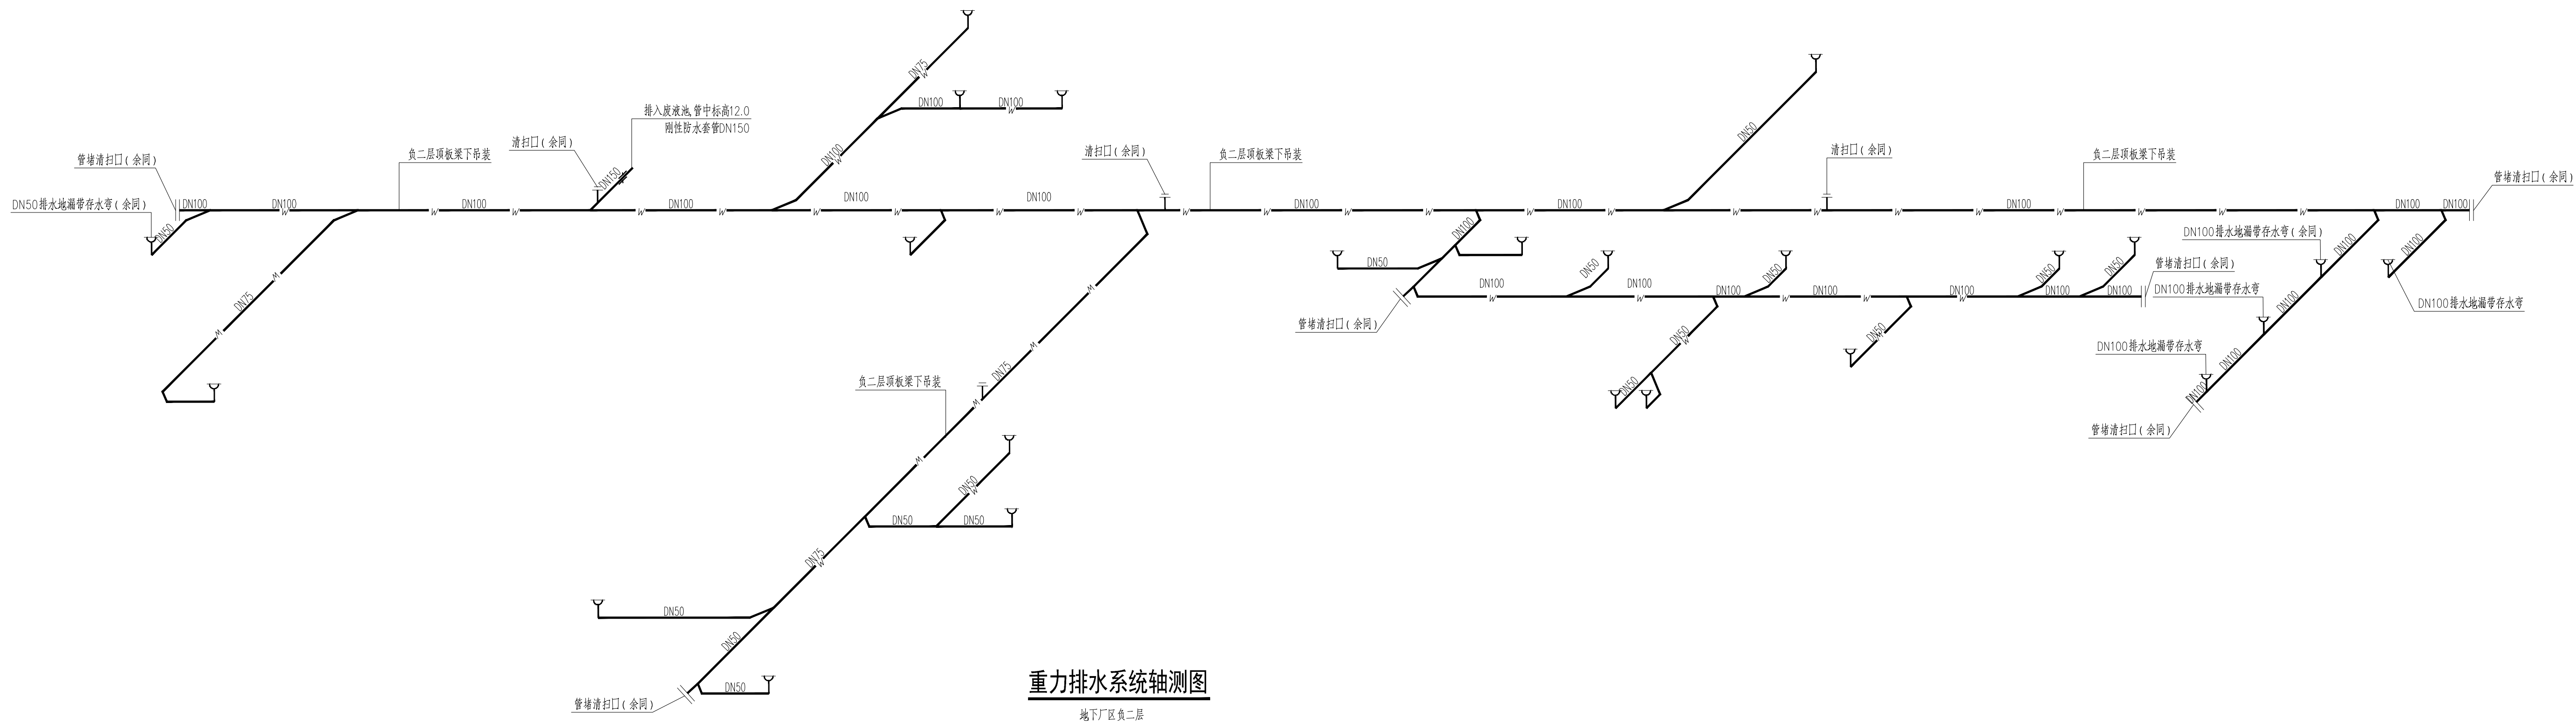 DN75
DN100
DN100
DN100
DN50
排入废液池,管中标高12.0
刚性防水套管DN150
清扫口(余同)
清扫口(余同)
清扫口(余同)
管堵清扫口(余同)
负二层顶板梁下吊装
负二层顶板梁下吊装
负二层顶板梁下吊装
管堵清扫口(余同)
DN150
DN50排水地漏带存水弯(余同)
DN100
DN100
DN100
DN100
DN100
DN100
DN100
DN100
DN100
DN100
DN100
W W W W W W W W W W W W W W W W W W W W W W W
DN50
DN100
DN50
DN100排水地漏带存水弯(余同)
DN100
DN100
DN50
DN50
DN50
DN50
管堵清扫口(余同)
DN100
DN100
DN100
DN100
DN100
DN100
DN100
DN100排水地漏带存水弯
DN100
DN100排水地漏带存水弯
DN75
管堵清扫口(余同)
DN50
DN50
DN100排水地漏带存水弯
DN100
DN75
负二层顶板梁下吊装
DN50
DN100
管堵清扫口(余同)
DN50
DN50
DN50
DN75
DN50
DN50
DN50
管堵清扫口(余同)
重力排水系统轴测图
地下厂区负二层